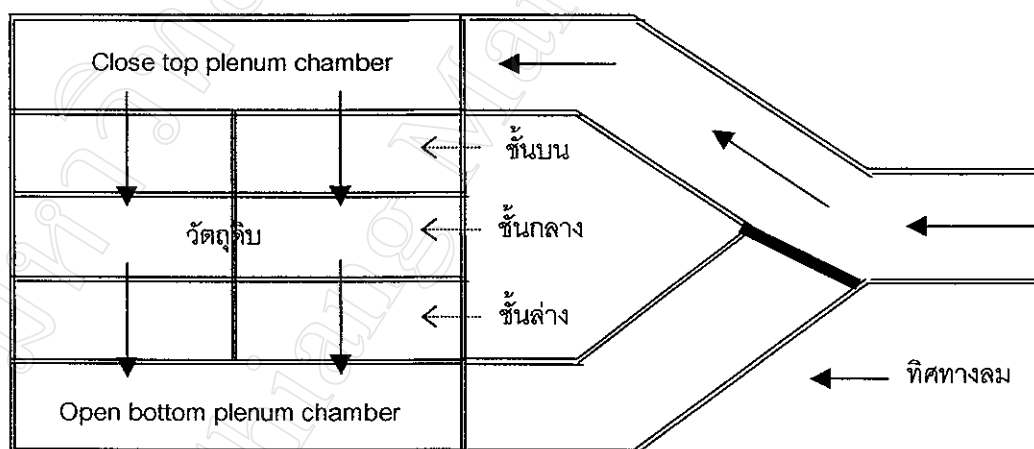 Close top plenum chamber
ชั้นบน
วัตถุดิบ
ชั้นกลาง
ชั้นล่าง
ทิศทางลม
Open bottom plenum chamber